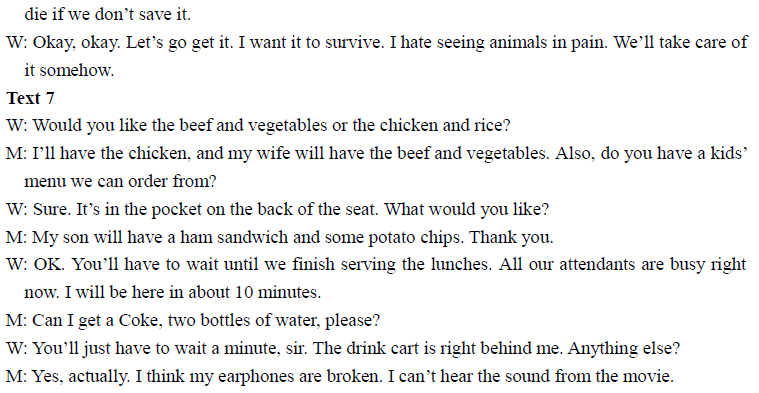 die if we don’t save it.
W: Okay, okay. Let’s go get it. I want it to survive. I hate seeing animals in pain. We’ll take care of
it somehow.
Text 7
W: Would you like the beef and vegetables or the chicken and rice?
M: I’ll have the chicken, and my wife will have the beef and vegetables. Also, do you have a kids’
menu we can order from?
W: Sure. It’s in the pocket on the back of the seat. What would you like?
M: My son will have a ham sandwich and some potato chips. Thank you.
W: OK. You’ll have to wait until we finish serving the lunches. All our attendants are busy right
now. I will be here in about 10 minutes.
M: Can I get a Coke, two bottles of water, please?
W: You’ll just have to wait a minute, sir. The drink cart is right behind me. Anything else?
M: Yes, actually. I think my earphones are broken. I can’t hear the sound from the movie.